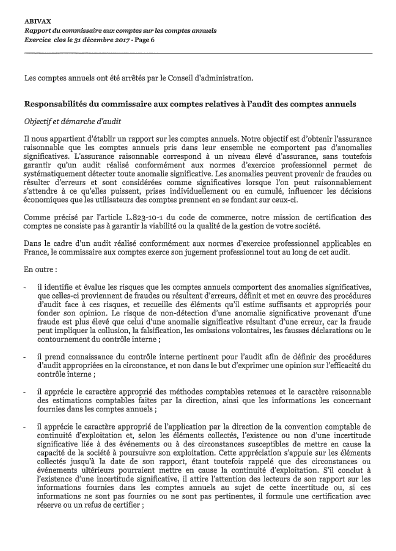 ABIVAX
Rapport du commissaire aux comptes sur les comptes annuels
Exercice clos le 31 décembre 2017 - Page 6
Les comptes annuels ont été arrêtés par le Conseil d'administration.
Responsabilités du commissaire aux comptes relatives à l'audit des comptes annuels
Objectif et démarche d'audit
Il nous appartient d'établir un rapport sur les comptes annuels. Notre objectif est d'obtenir l'assurance
raisonnable que les comptes annuels pris dans leur ensemble ne comportent pas d'anomalies
significatives. L'assurance raisonnable correspond à un niveau élevé d'assurance, sans toutefois
garantir qu'un audit réalisé conformément aux normes d'exercice professionnel permet de
systématiquement détecter toute anomalie significative. Les anomalies peuvent provenir de fraudes ou
résulter d'erreurs et sont considérées comme significatives lorsque l'on peut raisonnablement
s'attendre à ce qu'elles puissent, prises individuellement ou en cumulé, influencer les décisions
économiques que les utilisateurs des comptes prennent en se fondant sur ceux-ci.
Comme précisé par l'article L.823-10-1 du code de commerce, notre mission de certification des
comptes ne consiste pas à garantir la viabilité ou la qualité de la gestion de votre société.
Dans le cadre d'un audit réalisé conformément aux normes d'exercice professionnel applicables en
France, le commissaire aux comptes exerce son jugement professionnel tout au long de cet audit.
En outre :
- il identifie et évalue les risques que les comptes annuels comportent des anomalies significatives,
que celles-ci proviennent de fraudes ou résultent d'erreurs, définit et met en œuvre des procédures
d'audit face à ces risques, et recueille des éléments qu'il estime suffisants et appropriés pour
fonder son opinion. Le risque de non-détection d'une anomalie significative provenant d'une
fraude est plus élevé que celui d'une anomalie significative résultant d'une erreur, car la fraude
peut impliquer la collusion, la falsification, les omissions volontaires, les fausses déclarations ou le
contournement du contrôle interne ;
- il prend connaissance du contrôle interne pertinent pour l'audit afin de définir des procédures
d'audit appropriées en la circonstance, et non dans le but d'exprimer une opinion sur l'efficacité du
contrôle interne ;
- il apprécie le caractère approprié des méthodes comptables retenues et le caractère raisonnable
des estimations comptables faites par la direction, ainsi que les informations les concernant
fournies dans les comptes annuels ;
- il apprécie le caractère approprié de l'application par la direction de la convention comptable de
continuité d'exploitation et, selon les éléments collectés, l'existence ou non d'une incertitude
significative liée à des événements ou à des circonstances susceptibles de mettre en cause la
capacité de la société à poursuivre son exploitation. Cette appréciation s'appuie sur les éléments
collectés jusqu'à la date de son rapport, étant toutefois rappelé que des circonstances ou
événements ultérieurs pourraient mettre en cause la continuité d'exploitation. S'il conclut à
l'existence d'une incertitude significative, il attire l'attention des lecteurs de son rapport sur les
informations fournies dans les comptes annuels au sujet de cette incertitude ou, si ces
informations ne sont pas fournies ou ne sont pas pertinentes, il formule une certification avec
réserve ou un refus de certifier ;